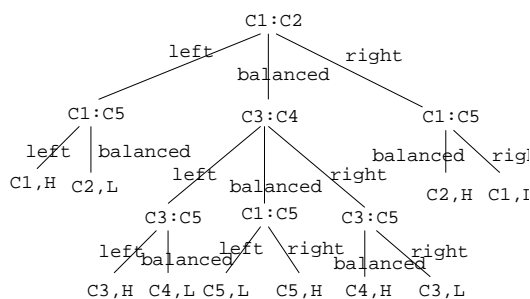 C1:C2
left balanced right
C1:C5 C3:C4 C1:C5
left balanced left balanced right balanced right
C1,H C2,L C2,H C1,L
C3:C5 C1:C5 C3:C5
left balanced left right balanced right
C3,H C4,L C5,L C5,H C4,H C3,L